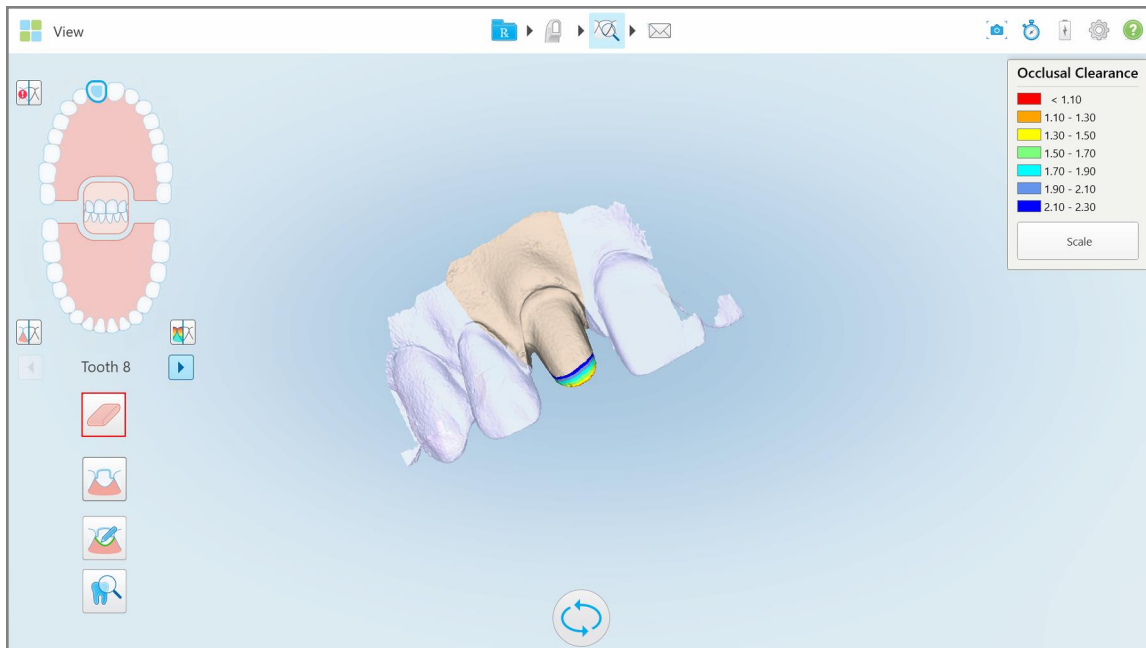 View
R
?
Occlusal Clearance
< 1.10
1.10 - 1.30
1.30 - 1.50
1.50 - 1.70
1.70 - 1.90
1.90 - 2.10
2.10 - 2.30
Scale
Tooth 8